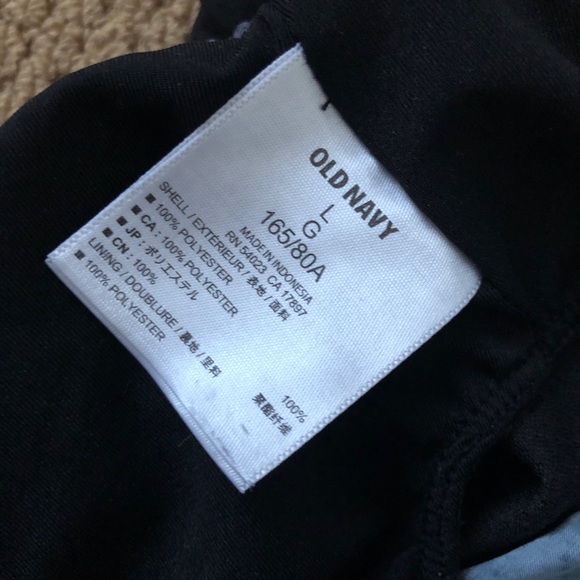 OLD NAVY
L
G
165/80A
MADE IN INDONESIA
RN 54023 CA 17897
SHELL / EXTÉRIEUR / 表地 / 面料
■ 100% POLYESTER
■ CA: 100% POLYESTER
■ JP: ポリエステル 100%
■ CN: 100% 聚酯纤维
LINING / DOUBLURE / 裏地 / 里料
■ 100% POLYESTER